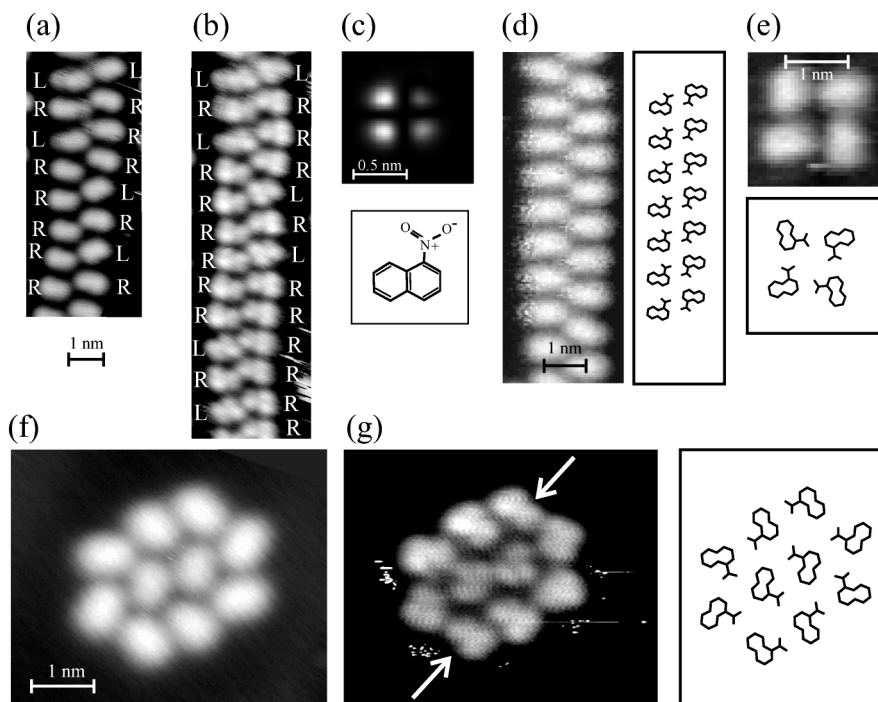 (a)
L L
R R
L R
R R
R L
R R
R L
R R
1 nm
(b)
L L
R R
L R
R R
R L
R R
R L
R R
R R
L R
R R
L R
R
(c)
0.5 nm
O
O-
N+
(d)
1 nm
(e)
1 nm
(f)
1 nm
(g)